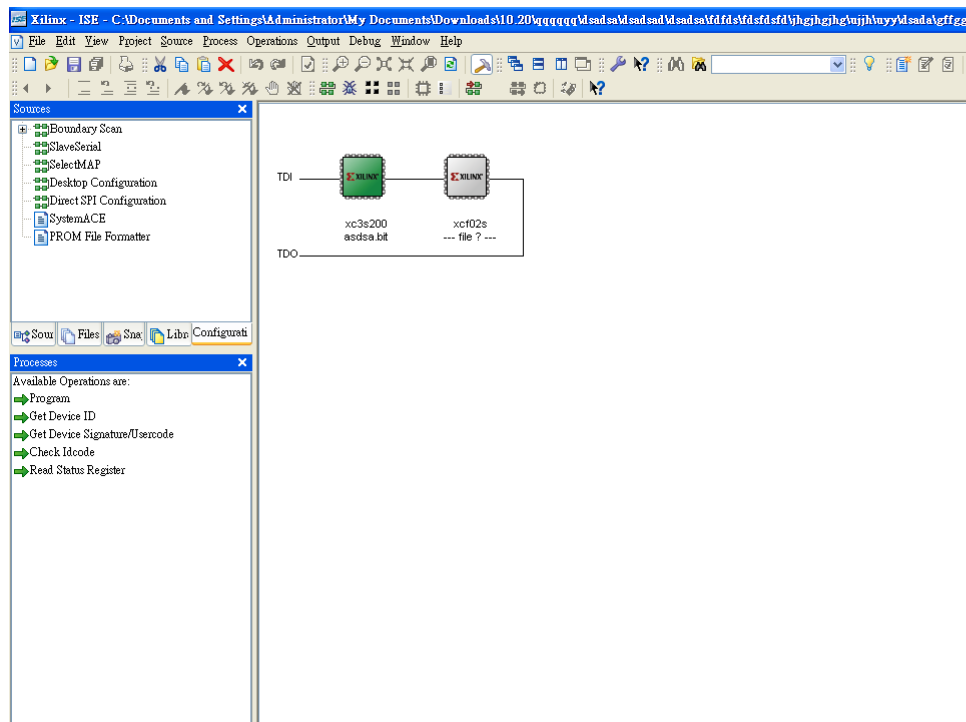 Xilinx - ISE - C:\Documents and Settings\Administrator\My Documents\Downloads\10.20\qqqqqq\dsadsa\dsadsad\dsadsa\fdfds\fdsfdsfd\jhgjhgjhg\ujjh\uyy\dsada\gffgg
File Edit View Project Source Process Operations Output Debug Window Help
Sources
Boundary Scan
SlaveSerial
SelectMAP
Desktop Configuration
Direct SPI Configuration
SystemACE
PROM File Formatter
Sour Files Sna Libr Configurati
Processes
Available Operations are:
Program
Get Device ID
Get Device Signature/Usercode
Check Idcode
Read Status Register
TDI
XILINX XILINX
xc3s200 xcf02s
asdsa.bit --- file ? ---
TDO